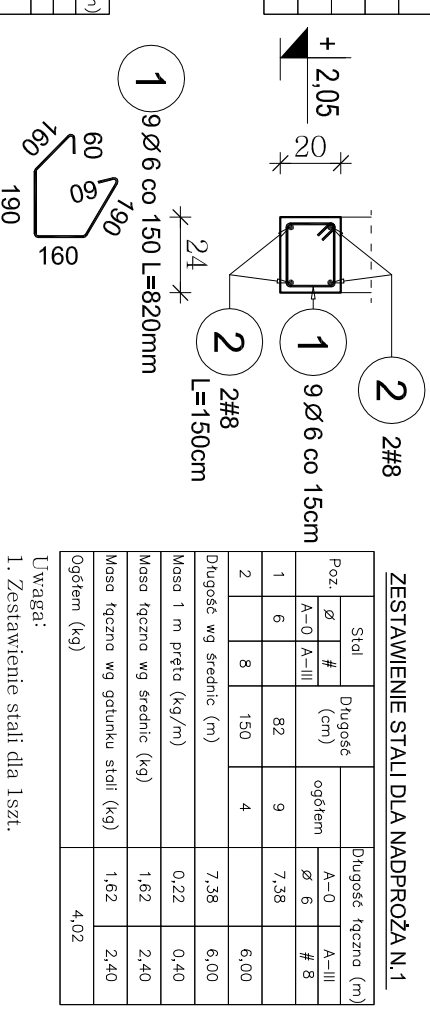 ZESTAWIENIE STALI DLA NADPROŻA N.1
Poz. Stal Długość (cm) ogółem Długość łączna (m)
Ø # A-0 A-III
A-0 A-III Ø 6 # 8
1 6 82 9 7,38
2 8 150 4 6,00
Długość wg średnic (m) 7,38 6,00
Masa 1 m pręta (kg/m) 0,22 0,40
Masa łączna wg średnic (kg) 1,62 2,40
Masa łączna wg gatunku stali (kg) 1,62 2,40
Ogółem (kg) 4,02
Uwaga:
1. Zestawienie stali dla 1szt.
+ 2,05
20
24
2 2#8
1 9 Ø 6 co 15cm
2 2#8
L=150cm
1 9 Ø 6 co 150 L=820mm
60
160
60
190
190
160